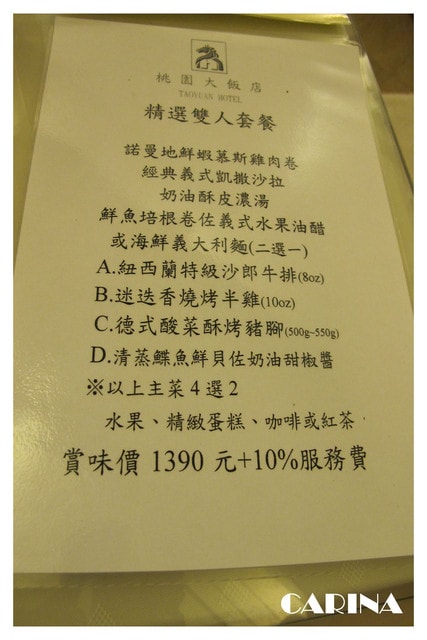 桃園大飯店
TAOYUAN HOTEL
精選雙人套餐
諾曼地鮮蝦慕斯雞肉卷
經典義式凱撒沙拉
奶油酥皮濃湯
鮮魚培根卷佐義式水果油醋
或海鮮義大利麵(二選一)
A.紐西蘭特級沙郎牛排(8oz)
B.迷迭香燒烤半雞(10oz)
C.德式酸菜酥烤豬腳(500g~550g)
D.清蒸鰈魚鮮貝佐奶油甜椒醬
※以上主菜4選2
水果、精緻蛋糕、咖啡或紅茶
賞味價 1390 元+10%服務費
CARINA